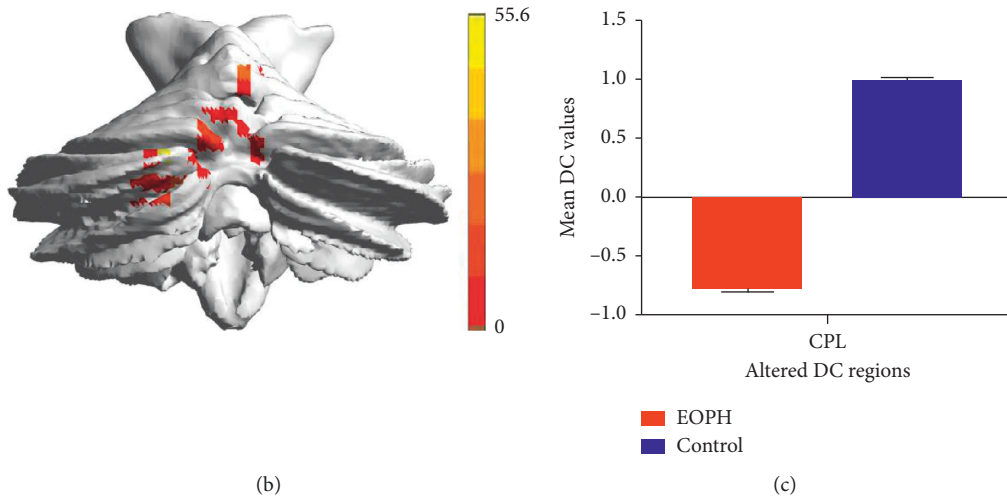 55.6
0
(b)
Mean DC values
1.5
1.0
0.5
0.0
−0.5
−1.0
CPL
Altered DC regions
EOPH
Control
(c)